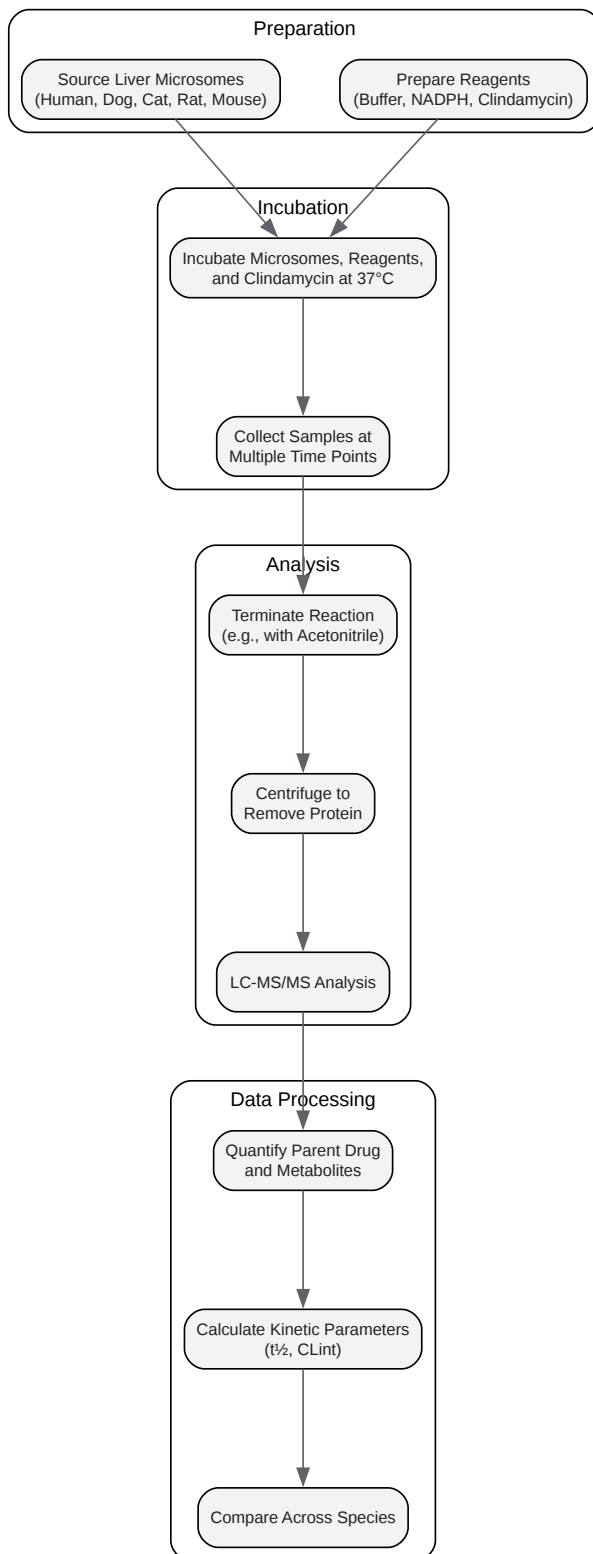 Preparation
Source Liver Microsomes
(Human, Dog, Cat, Rat, Mouse)
Prepare Reagents
(Buffer, NADPH, Clindamycin)
Incubation
Incubate Microsomes, Reagents,
and Clindamycin at 37°C
Collect Samples at
Multiple Time Points
Analysis
Terminate Reaction
(e.g., with Acetonitrile)
Centrifuge to
Remove Protein
LC-MS/MS Analysis
Data Processing
Quantify Parent Drug
and Metabolites
Calculate Kinetic Parameters
(t½, CLint)
Compare Across Species